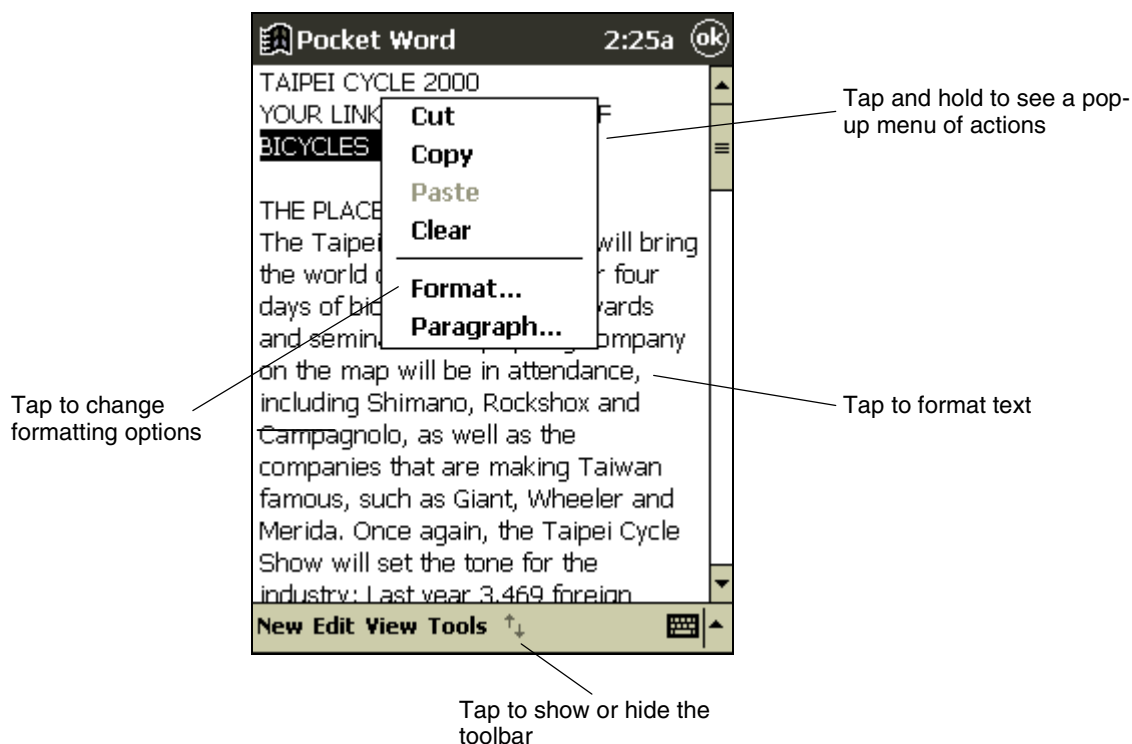 Pocket Word 2:25a ok
TAIPEI CYCLE 2000
YOUR LINK F
BICYCLES
THE PLACE
The Taipei will bring
the world four
days of
and
on the map will be in attendance,
including Shimano, Rockshox and
Campagnolo, as well as the
companies that are making Taiwan
famous, such as Giant, Wheeler and
Merida. Once again, the Taipei Cycle
Show will set the tone for the
industry: Last year 3,469 foreign
Cut
Copy
Paste
Clear
Format...
Paragraph...
New Edit View Tools
Tap and hold to see a pop-
up menu of actions
Tap to change
formatting options
Tap to format text
Tap to show or hide the
toolbar